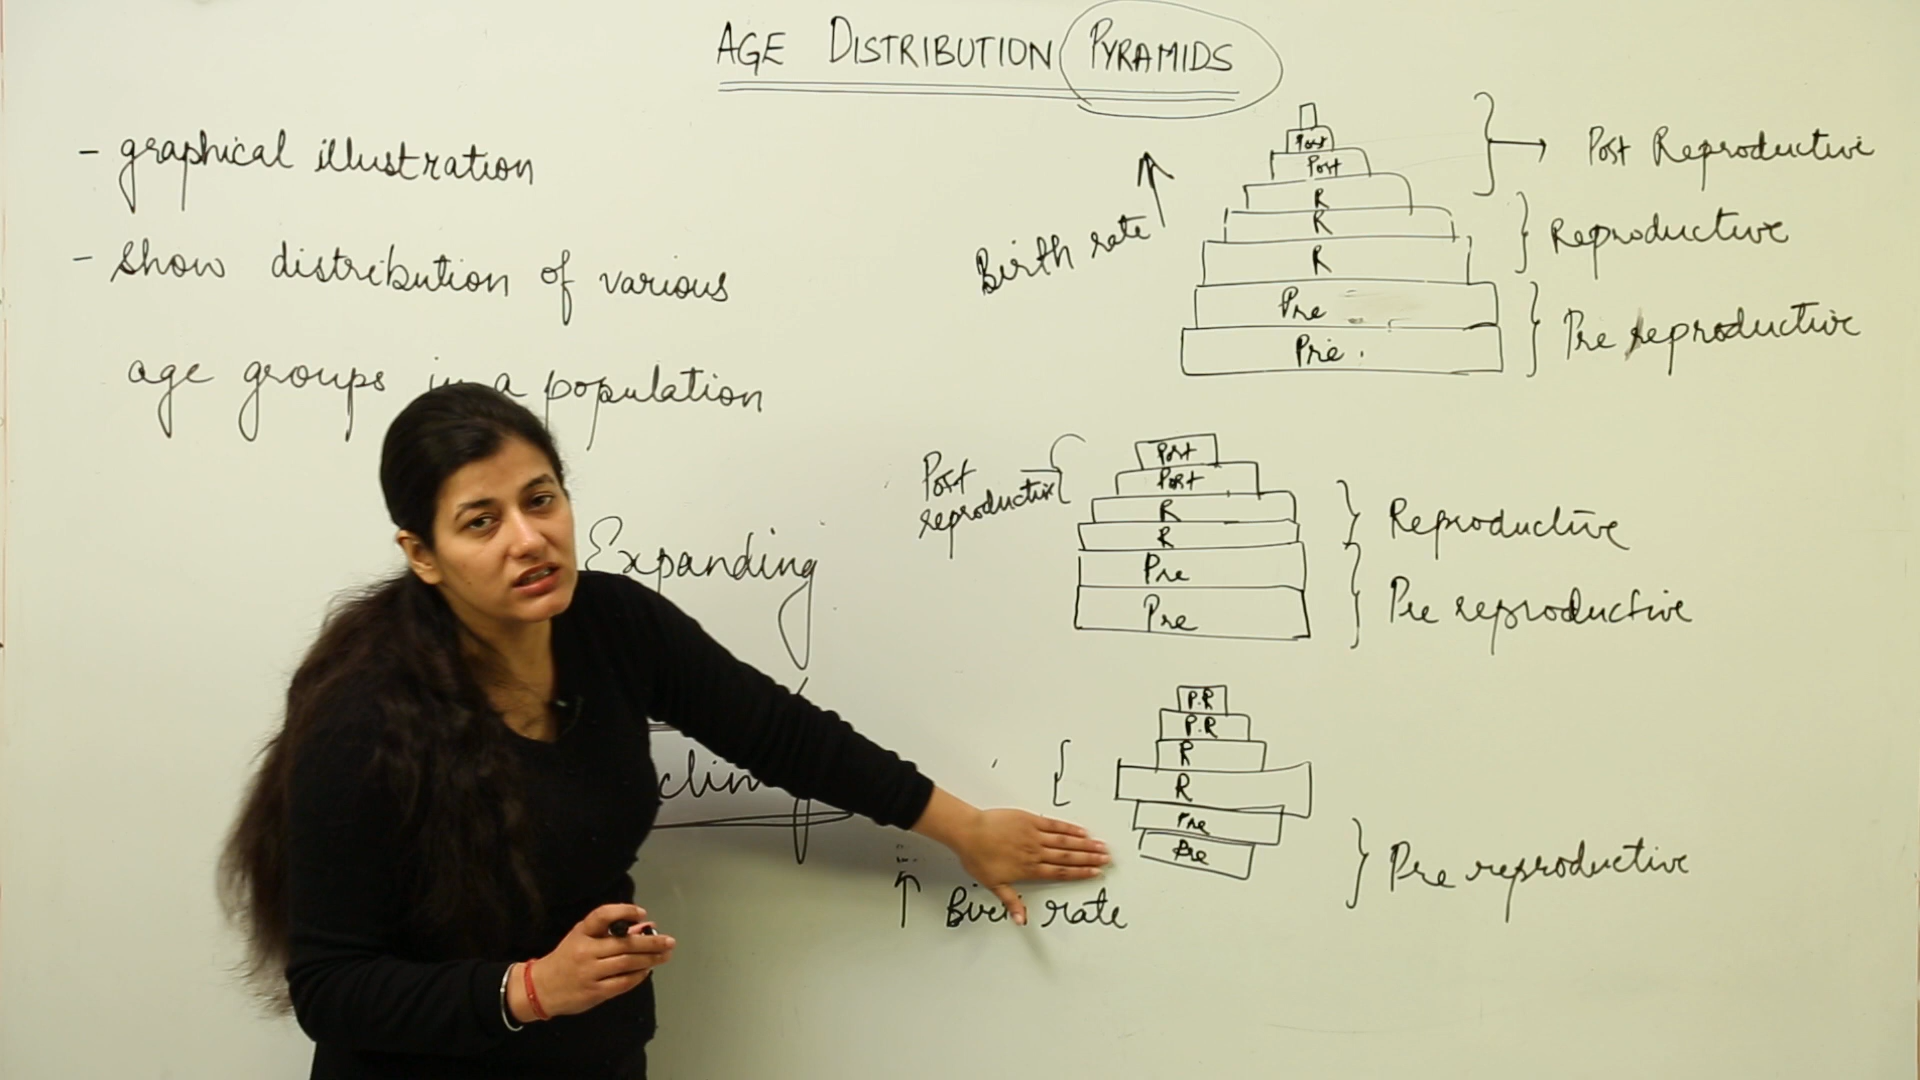 AGE DISTRIBUTION PYRAMIDS
- graphical illustration
- Show distribution of various
age groups in a population
Birth rate
Post
Post
R
R
R
Pre
Pre.
Post Reproductive
Reproductive
Pre reproductive
Post
reproductive
Post
Post
R
R
Pre
Pre
Reproductive
Pre reproductive
Expanding
P.R
P.R
R
R
Pre
Pre
Pre reproductive
rate